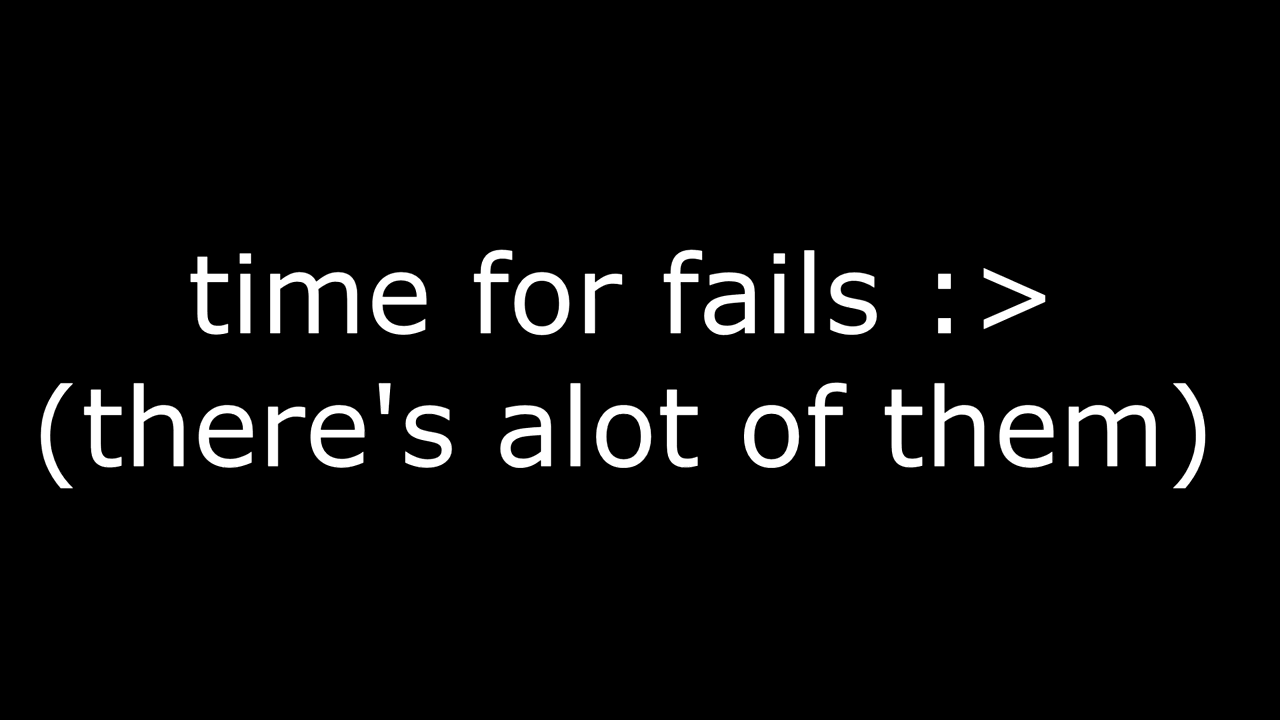 time for fails :>
(there's alot of them)